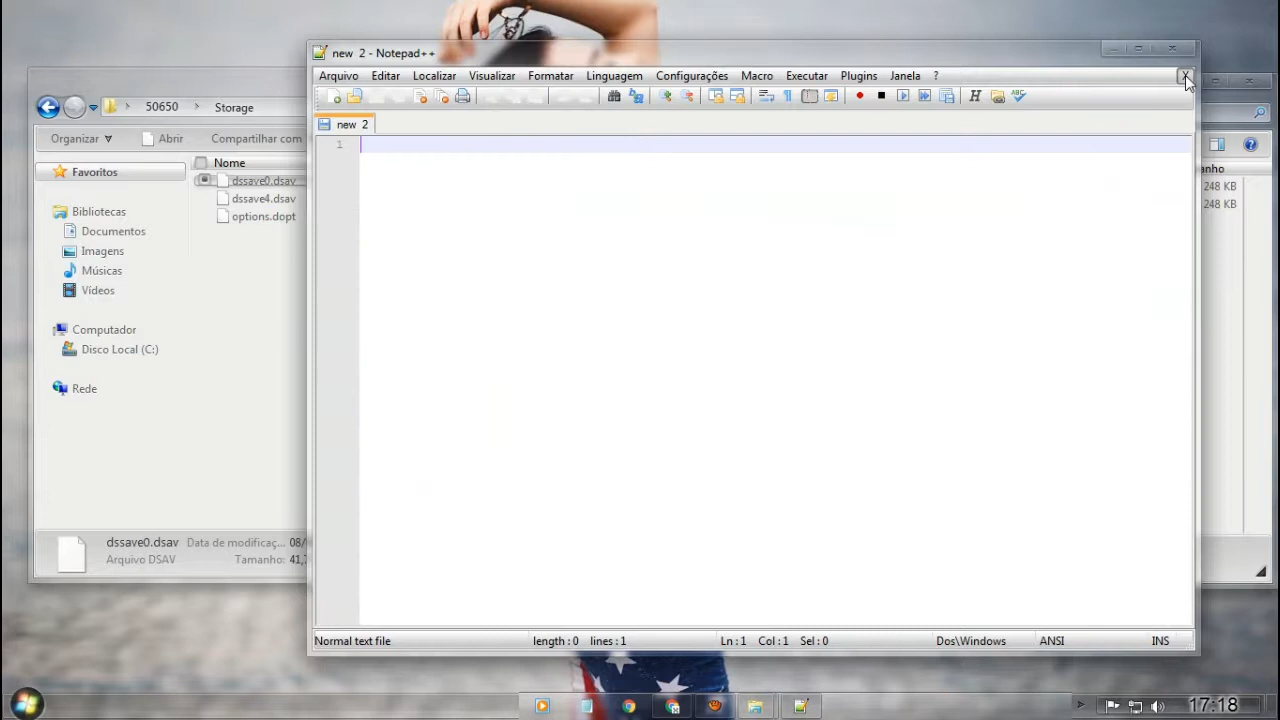 new 2 - Notepad++
Arquivo Editar Localizar Visualizar Formatar Linguagem Configurações Macro Executar Plugins Janela ? X
50650 Storage
new 2
Organizar Abrir Compartilhar com
1
Nome
Favoritos
dssave0.dsav
dssave4.dsav
options.dopt
248 KB
248 KB
Bibliotecas
Documentos
Imagens
Músicas
Vídeos
Computador
Disco Local (C:)
Rede
dssave0.dsav Data de modificaç... 08/
Arquivo DSAV Tamanho: 41,
Normal text file length : 0 lines : 1 Ln : 1 Col : 1 Sel : 0 Dos\Windows ANSI INS
17:18